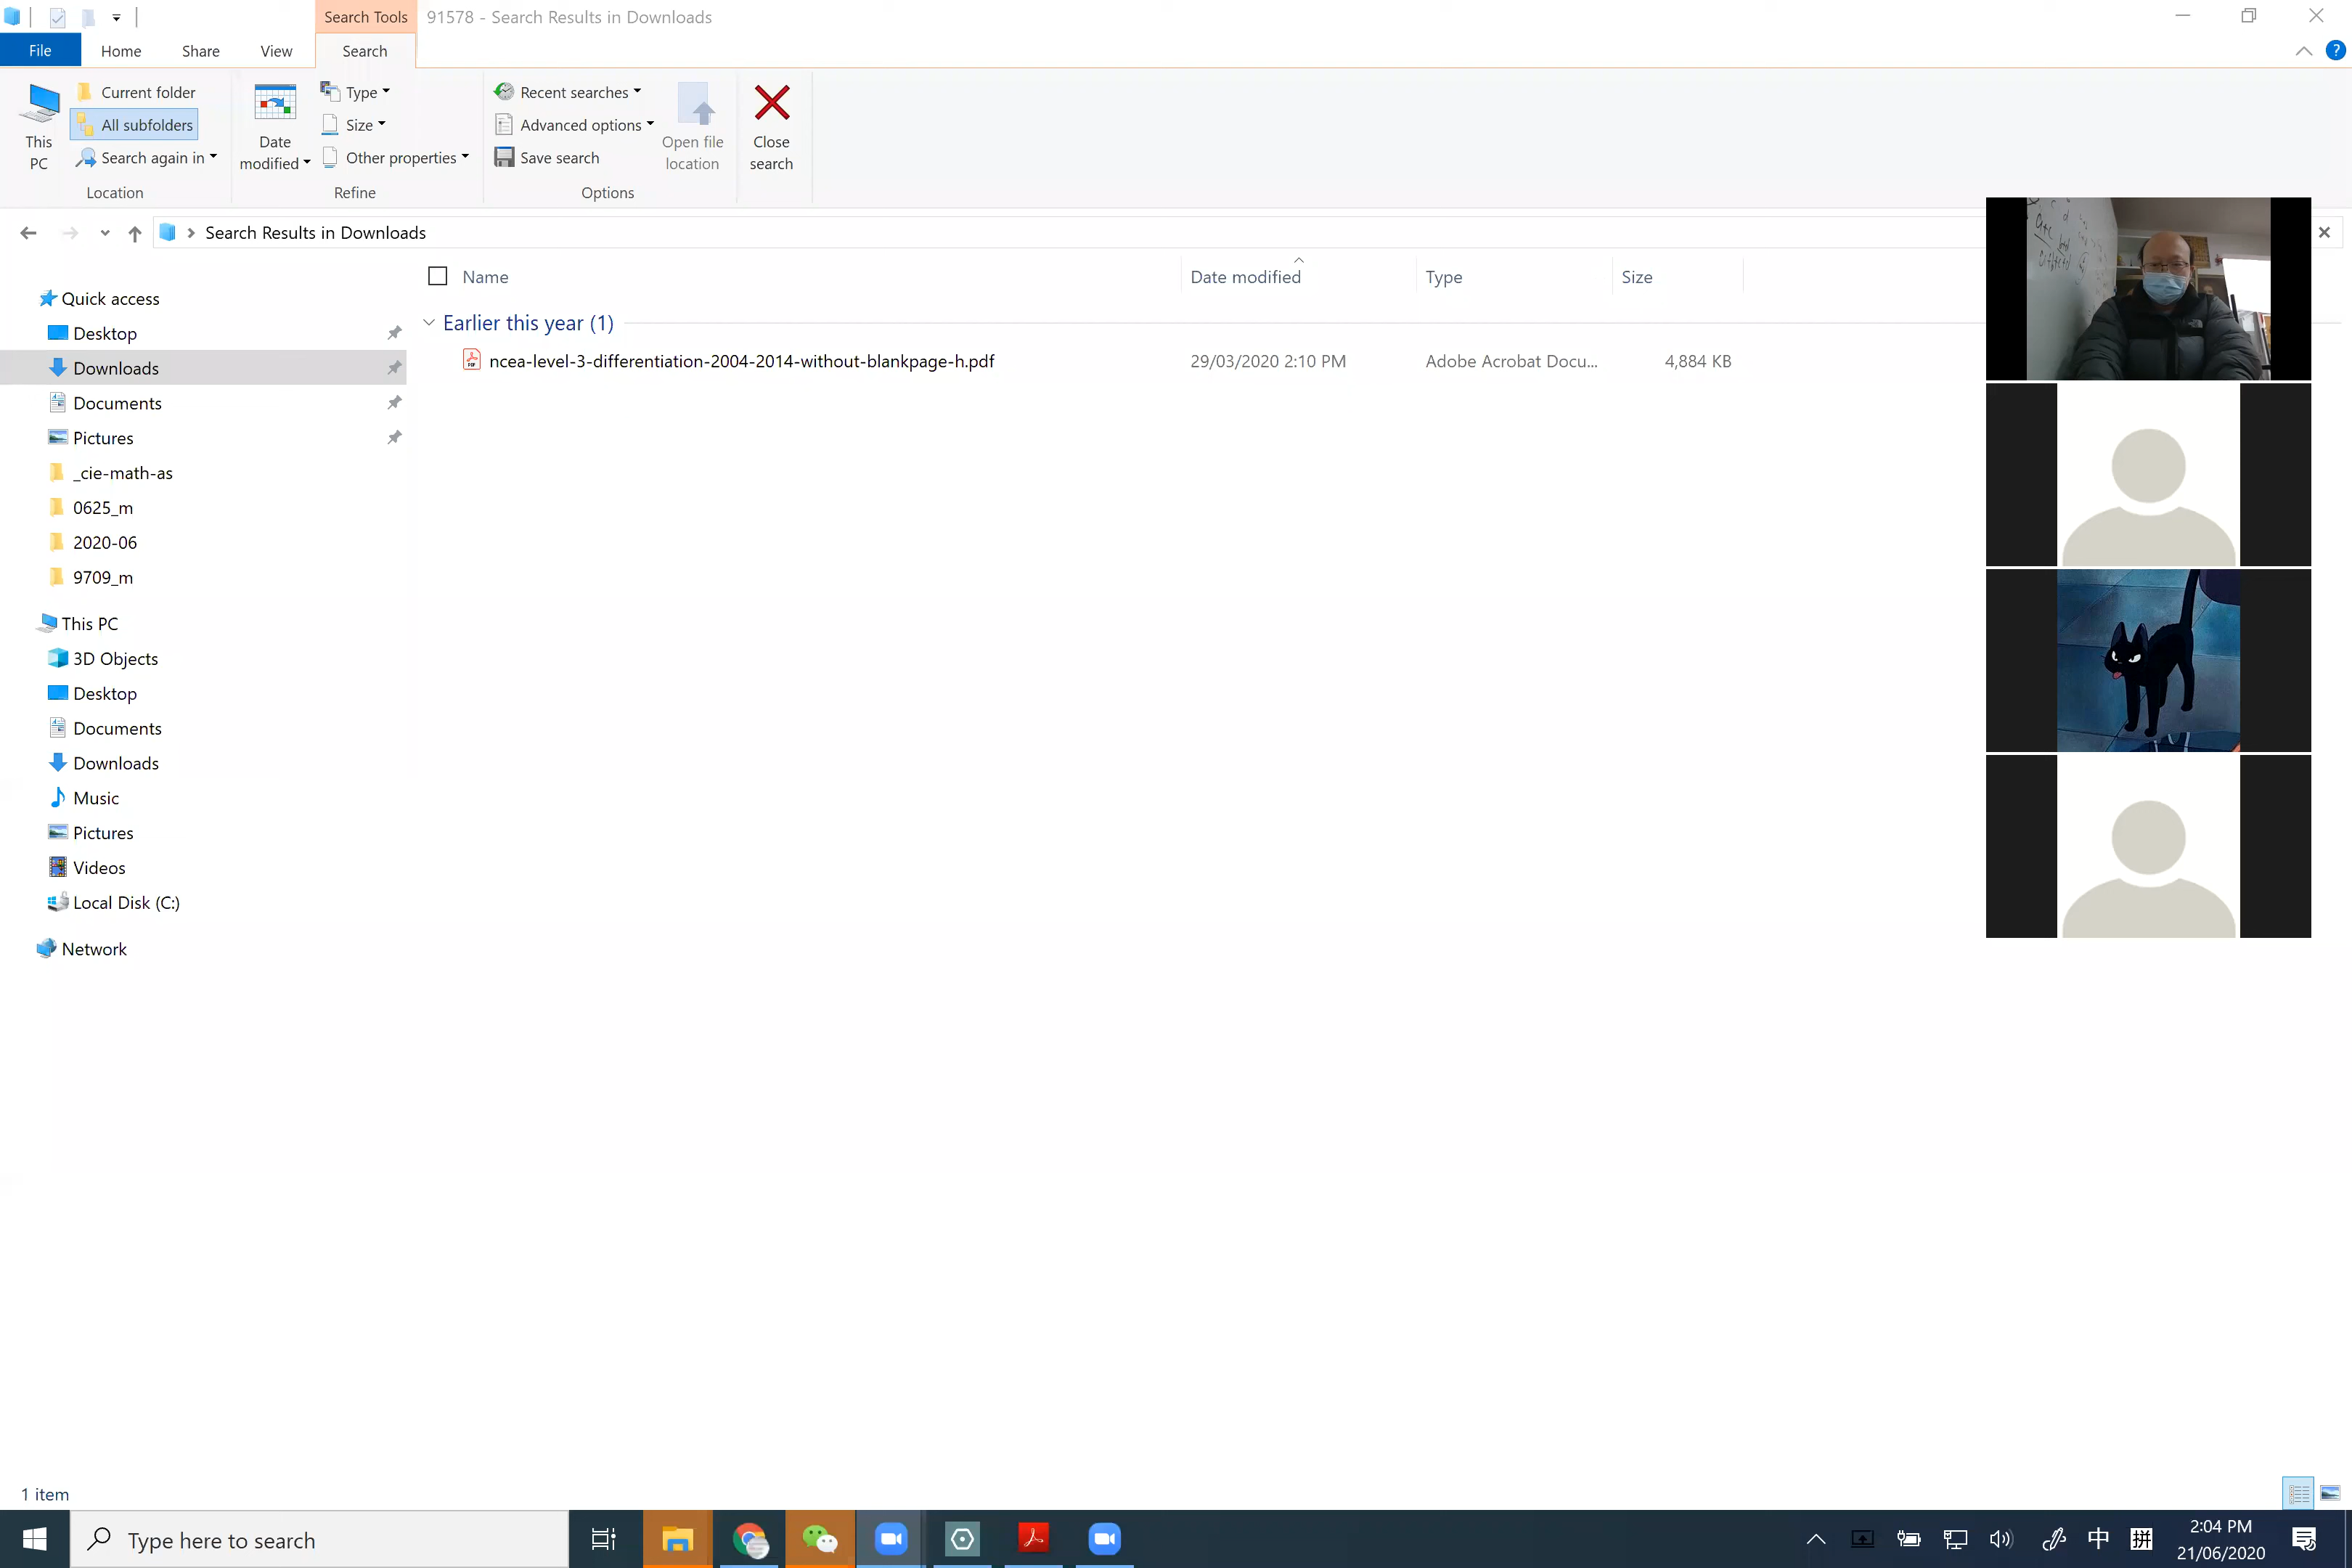 Search Tools
91578 - Search Results in Downloads
File
Home
Share
View
Search
This PC
Current folder
All subfolders
Search again in
Location
Date modified
Type
Size
Other properties
Refine
Recent searches
Advanced options
Save search
Options
Open file location
Close search
Search Results in Downloads
Name
Date modified
Type
Size
Quick access
Desktop
Downloads
Documents
Pictures
_cie-math-as
0625_m
2020-06
9709_m
This PC
3D Objects
Desktop
Documents
Downloads
Music
Pictures
Videos
Local Disk (C:)
Network
Earlier this year (1)
ncea-level-3-differentiation-2004-2014-without-blankpage-h.pdf
29/03/2020 2:10 PM
Adobe Acrobat Docu...
4,884 KB
1 item
Type here to search
中
拼
2:04 PM
21/06/2020